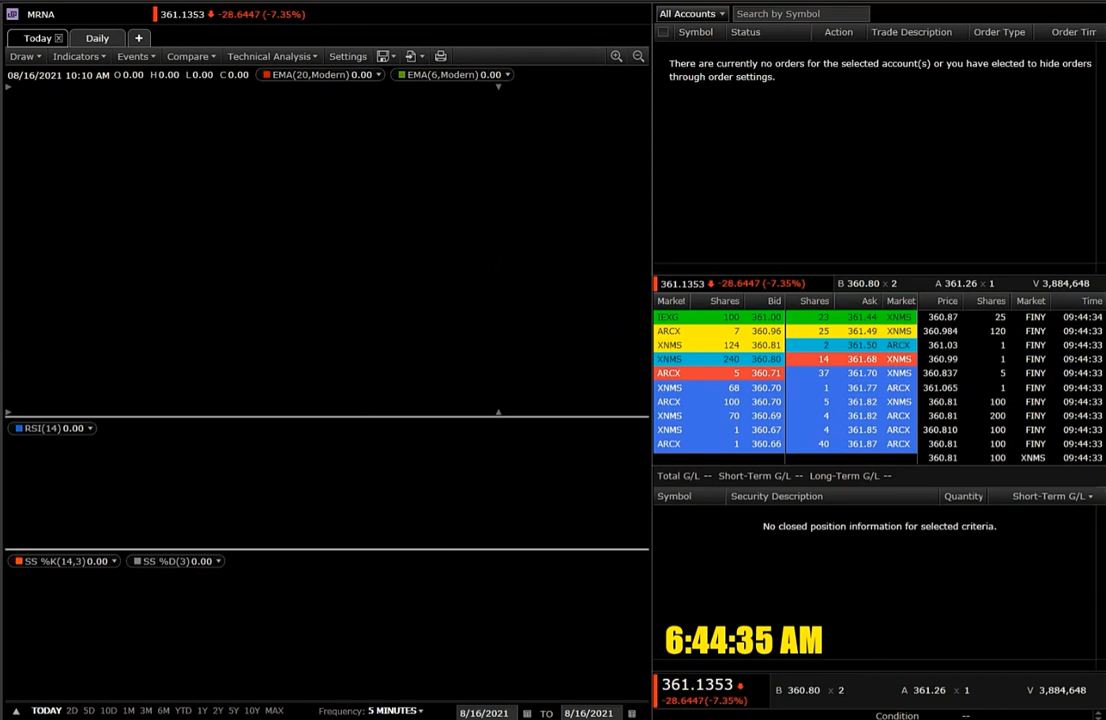 MRNA 361.1353 -28.6447 (-7.35%)
Today Daily +
Draw Indicators Events Compare Technical Analysis Settings
08/16/2021 10:10 AM O 0.00 H 0.00 L 0.00 C 0.00 EMA(20,Modern) 0.00 EMA(6,Modern) 0.00
RSI(14) 0.00
SS %K(14,3) 0.00 SS %D(3) 0.00
TODAY 2D 5D 10D 1M 3M 6M YTD 1Y 2Y 5Y 10Y MAX Frequency: 5 MINUTES 8/16/2021 TO 8/16/2021
All Accounts Search by Symbol
Symbol Status Action Trade Description Order Type Order Tim
There are currently no orders for the selected account(s) or you have elected to hide orders
through order settings.
361.1353 -28.6447 (-7.35%) B 360.80 x 2 A 361.26 x 1 V 3,884,648
Market Shares Bid Shares Ask Market Price Shares Market Time
IEXG 100 361.00 23 361.44 XNMS 360.87 25 FINY 09:44:34
ARCX 7 360.96 25 361.49 XNMS 360.984 120 FINY 09:44:33
XNMS 124 360.81 2 361.50 ARCX 361.03 1 FINY 09:44:33
XNMS 240 360.80 14 361.68 XNMS 360.99 1 FINY 09:44:33
ARCX 5 360.71 37 361.70 XNMS 360.837 5 FINY 09:44:33
XNMS 68 360.70 1 361.77 ARCX 361.065 1 FINY 09:44:33
ARCX 100 360.70 5 361.82 XNMS 360.81 100 FINY 09:44:33
XNMS 70 360.69 4 361.82 ARCX 360.81 200 FINY 09:44:33
XNMS 1 360.67 4 361.85 ARCX 360.810 100 FINY 09:44:33
ARCX 1 360.66 40 361.87 XNMS 360.81 100 FINY 09:44:33
360.81 100 XNMS 09:44:33
Total G/L -- Short-Term G/L -- Long-Term G/L --
Symbol Security Description Quantity Short-Term G/L
No closed position information for selected criteria.
6:44:35 AM
361.1353 B 360.80 x 2 A 361.26 x 1 V 3,884,648
-28.6447 (-7.35%)
Condition --